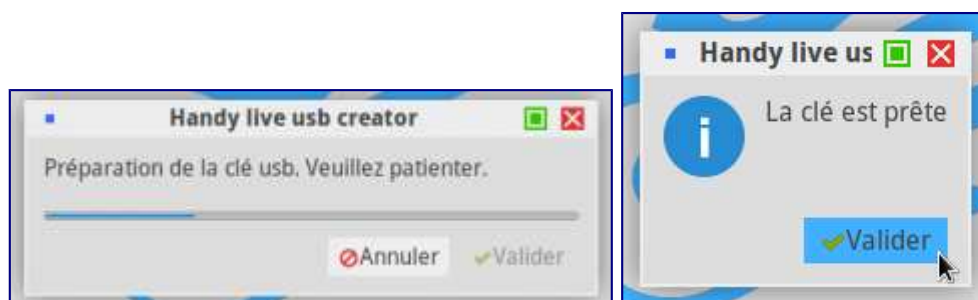 Handy live usb creator
Préparation de la clé usb. Veuillez patienter.
Annuler Valider
Handy live us
La clé est prête
Valider